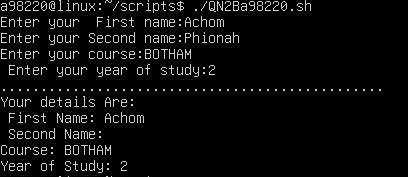 a98220@linux:~/scripts$ ./QN2Ba98220.sh
Enter your  First name:Achom
Enter your Second name:Phionah
Enter your course:BOTHAM
 Enter your year of study:2
................................................
Your details Are:
 First Name: Achom
 Second Name:
Course: BOTHAM
Year of Study: 2